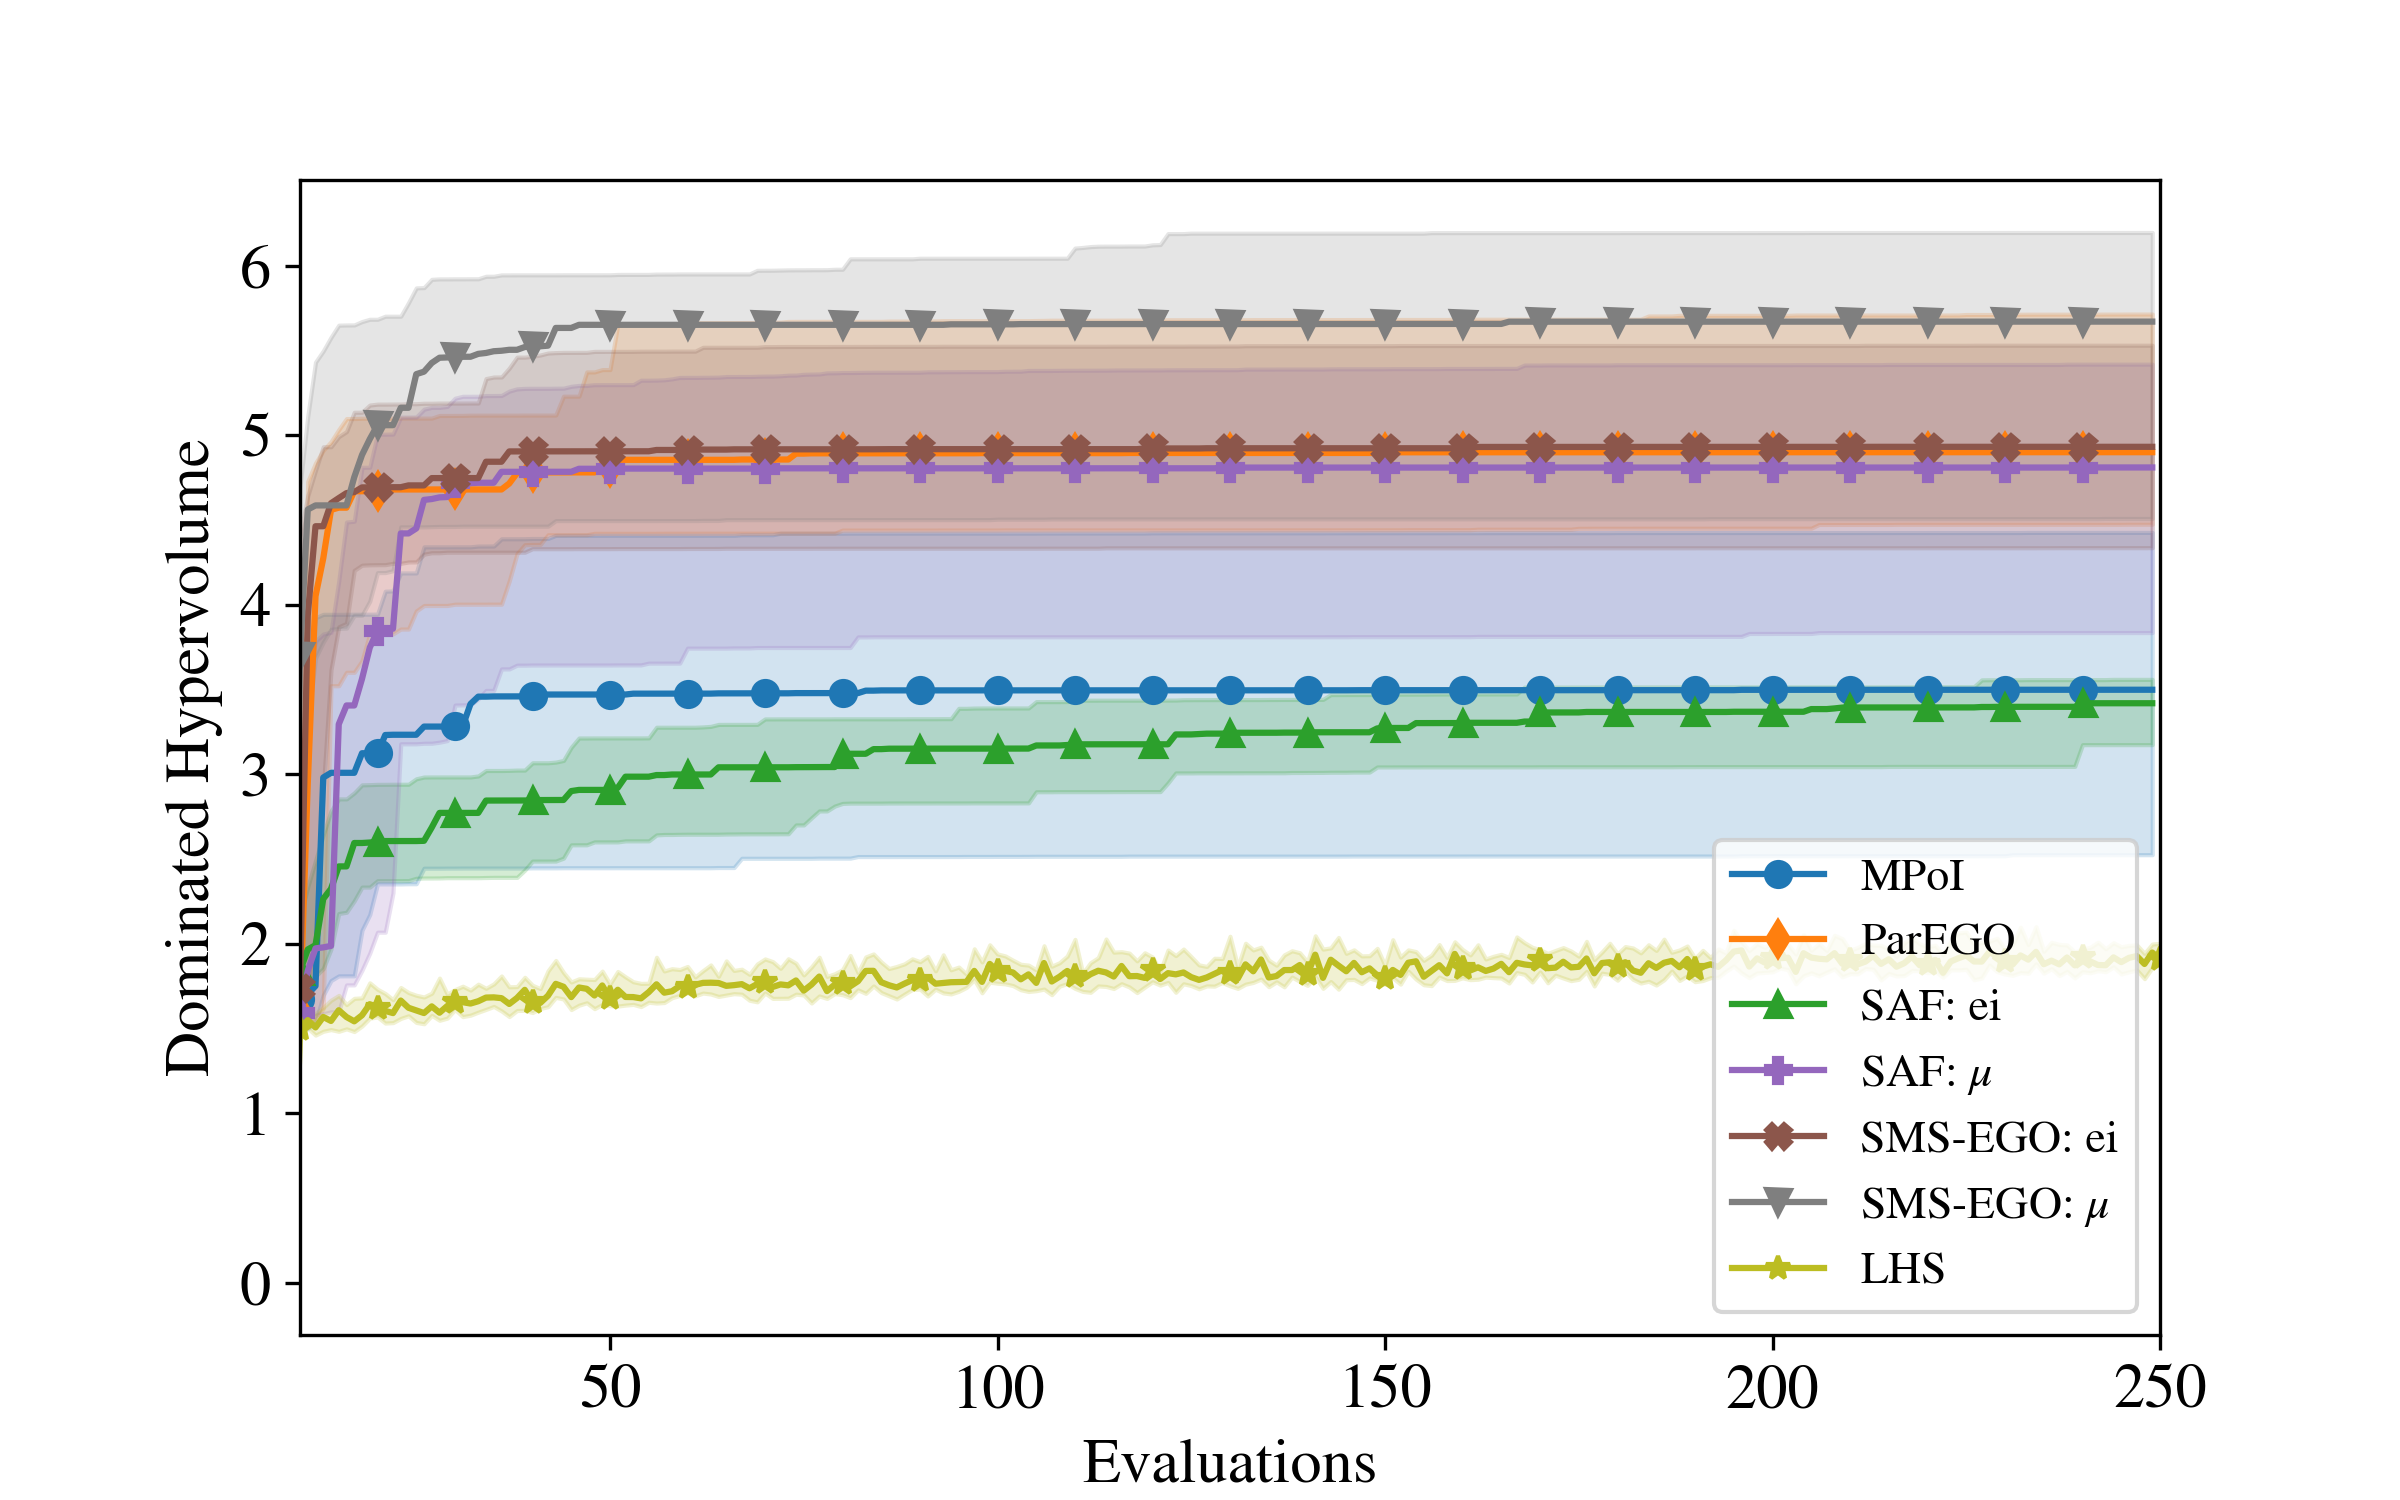 Dominated Hypervolume
6
5
4
3
2
1
0
50
100
150
200
250
Evaluations
MPoI
ParEGO
SAF: ei
SAF: μ
SMS-EGO: ei
SMS-EGO: μ
LHS